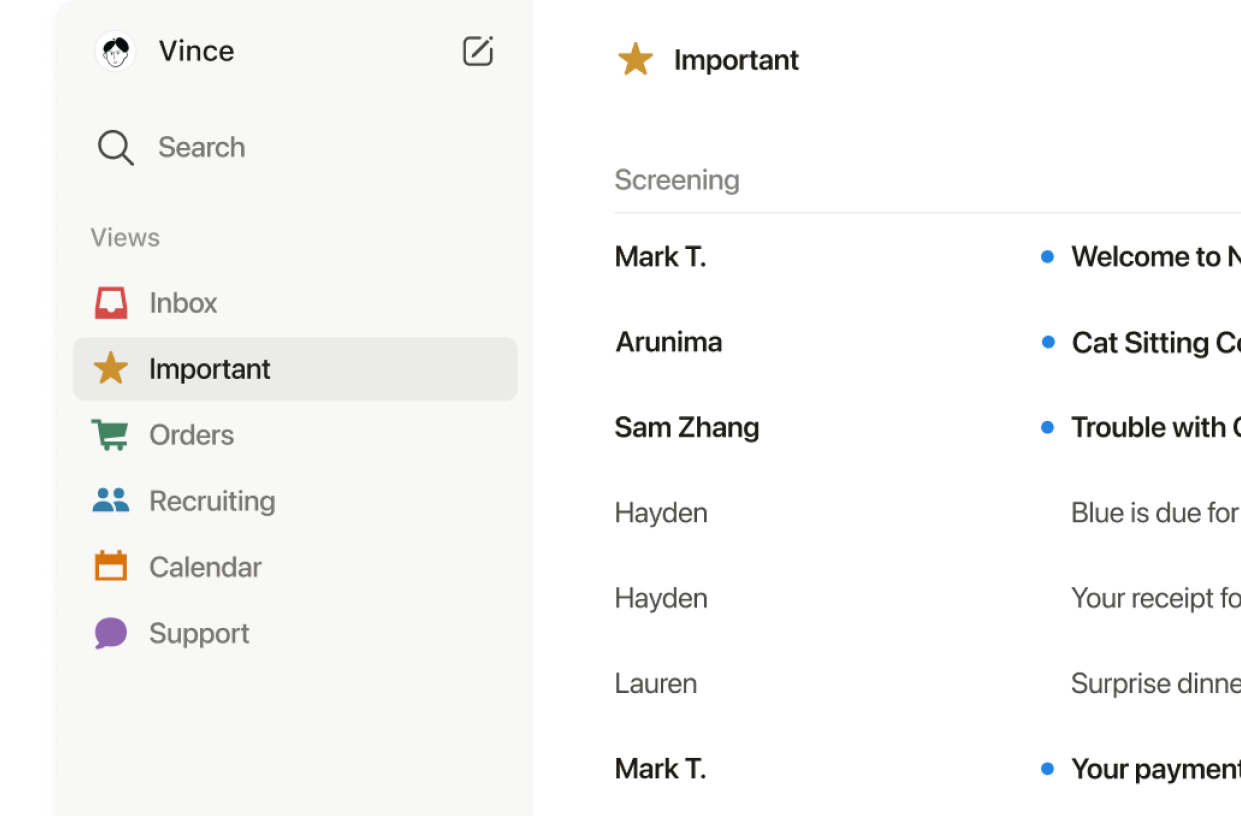 Vince
Search
Views
Inbox
Important
Orders
Recruiting
Calendar
Support
Important
Screening
Mark T. Welcome to N
Arunima Cat Sitting
Sam Zhang Trouble with
Hayden Blue is due for
Hayden Your receipt fo
Lauren Surprise dinne
Mark T. Your payment